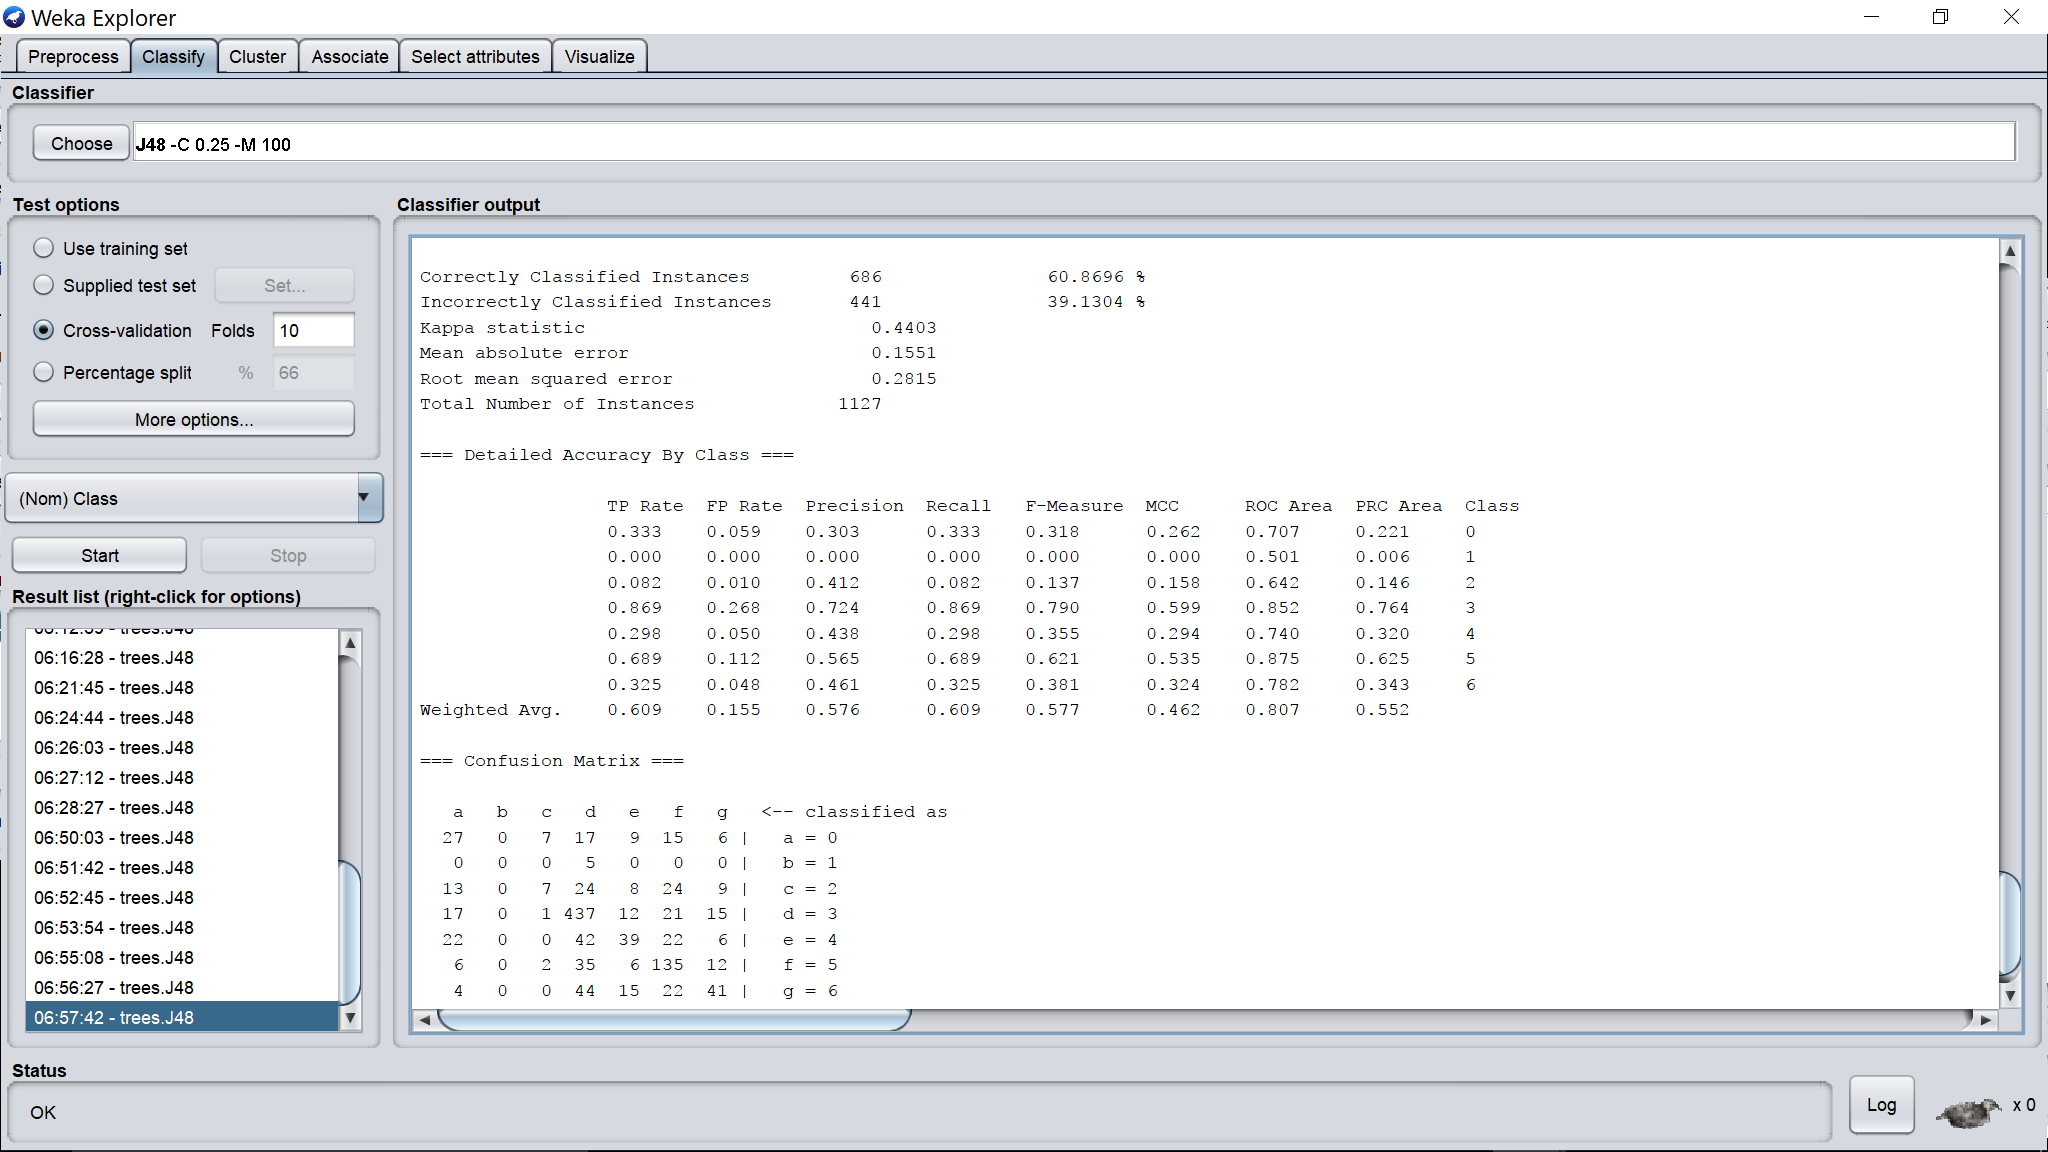 Weka Explorer
Preprocess Classify Cluster Associate Select attributes Visualize
Classifier
Choose J48 -C 0.25 -M 100
Test options
Use training set
Supplied test set Set...
Cross-validation Folds 10
Percentage split % 66
More options...
(Nom) Class
Start Stop
Result list (right-click for options)
06:12:39 - trees.J48
06:16:28 - trees.J48
06:21:45 - trees.J48
06:24:44 - trees.J48
06:26:03 - trees.J48
06:27:12 - trees.J48
06:28:27 - trees.J48
06:50:03 - trees.J48
06:51:42 - trees.J48
06:52:45 - trees.J48
06:53:54 - trees.J48
06:55:08 - trees.J48
06:56:27 - trees.J48
06:57:42 - trees.J48
Classifier output
Correctly Classified Instances 686 60.8696 %
Incorrectly Classified Instances 441 39.1304 %
Kappa statistic 0.4403
Mean absolute error 0.1551
Root mean squared error 0.2815
Total Number of Instances 1127
=== Detailed Accuracy By Class ===
TP Rate FP Rate Precision Recall F-Measure MCC ROC Area PRC Area Class
0.333 0.059 0.303 0.333 0.318 0.262 0.707 0.221 0
0.000 0.000 0.000 0.000 0.000 0.000 0.501 0.006 1
0.082 0.010 0.412 0.082 0.137 0.158 0.642 0.146 2
0.869 0.268 0.724 0.869 0.790 0.599 0.852 0.764 3
0.298 0.050 0.438 0.298 0.355 0.294 0.740 0.320 4
0.689 0.112 0.565 0.689 0.621 0.535 0.875 0.625 5
0.325 0.048 0.461 0.325 0.381 0.324 0.782 0.343 6
Weighted Avg. 0.609 0.155 0.576 0.609 0.577 0.462 0.807 0.552
=== Confusion Matrix ===
a b c d e f g <-- classified as
27 0 7 17 9 15 6 | a = 0
0 0 0 5 0 0 0 | b = 1
13 0 7 24 8 24 9 | c = 2
17 0 1 437 12 21 15 | d = 3
22 0 0 42 39 22 6 | e = 4
6 0 2 35 6 135 12 | f = 5
4 0 0 44 15 22 41 | g = 6
Status
OK
Log x 0